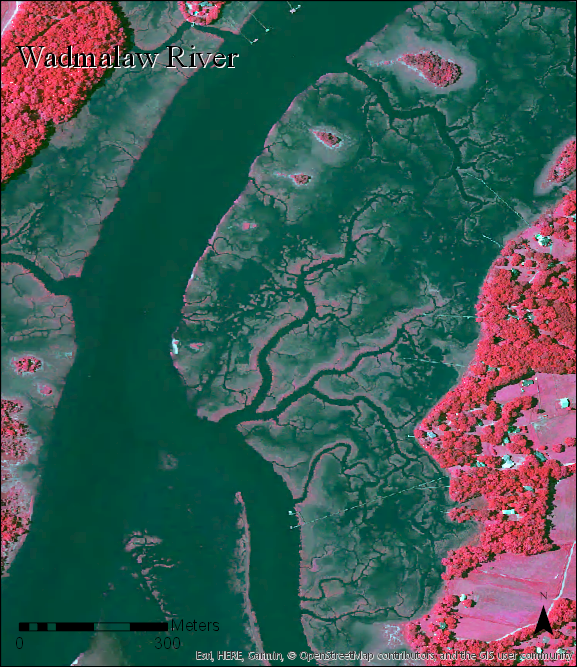 Wadmalaw River
N
Meters
0 300
Esri, HERE, Garmin, © OpenStreetMap contributors, and the GIS user community